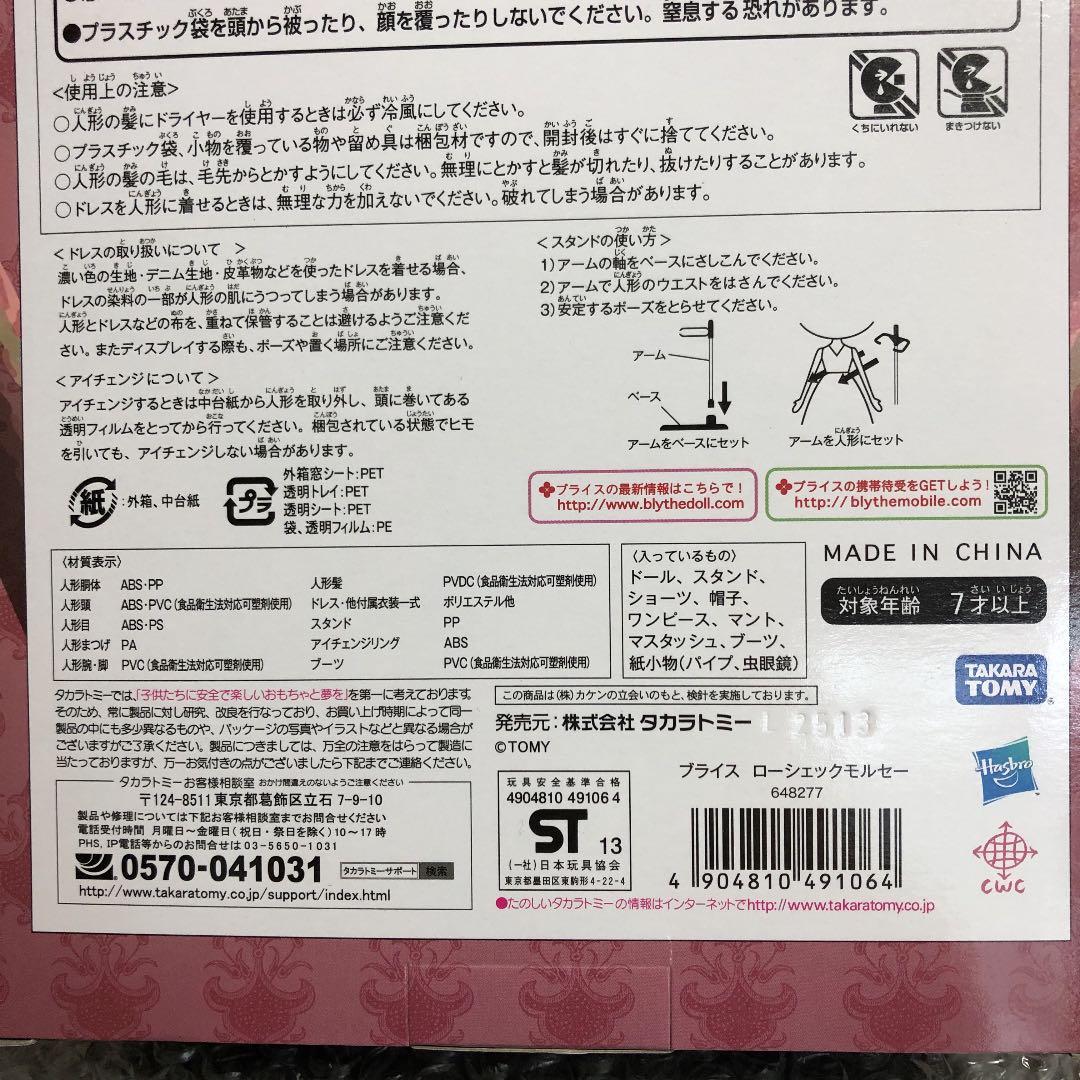 ●プラスチック袋を頭から被ったり、顔を覆ったりしないでください。窒息する恐れがあります。
<使用上の注意>
○人形の髪にドライヤーを使用するときは必ず冷風にしてください。
○プラスチック袋、小物を覆っている物や留め具は梱包材ですので、開封後はすぐに捨ててください。
○人形の髪の毛は、毛先からとかすようにしてください。無理にとかすと髪が切れたり、抜けたりすることがあります。
○ドレスを人形に着せるときは、無理な力を加えないでください。破れてしまう場合があります。
くちにいれない
まきつけない
<ドレスの取り扱いについて >
濃い色の生地・デニム生地・皮革物などを使ったドレスを着せる場合、
ドレスの染料の一部が人形の肌にうつってしまう場合があります。
人形とドレスなどの布を、重ねて保管することは避けるようご注意くだ
さい。またディスプレイする際も、ポーズや置く場所にご注意ください。
<アイチェンジについて>
アイチェンジするときは中台紙から人形を取り外し、頭に巻いてある
透明フィルムをとってから行ってください。梱包されている状態でヒモ
を引いても、アイチェンジしない場合があります。
<スタンドの使い方>
1)アームの軸をベースにさしこんでください。
2)アームで人形のウエストをはさんでください。
3)安定するポーズをとらせてください。
アーム
ベース
アームをベースにセット
アームを人形にセット
紙
:外箱、中台紙
プラ
外箱窓シート:PET
透明トレイ:PET
透明シート:PET
袋、透明フィルム:PE
ブライスの最新情報はこちらで!
http://www.blythedoll.com
ブライスの携帯待受をGETしよう!
http:// blythemobile.com
〈材質表示〉
人形胴体 ABS・PP
人形頭 ABS・PVC(食品衛生法対応可塑剤使用)
人形目 ABS・PS
人形まつげ PA
人形腕・脚 PVC(食品衛生法対応可塑剤使用)
人形髪 PVDC(食品衛生法対応可塑剤使用)
ドレス・他付属衣装一式 ポリエステル他
スタンド PP
アイチェンジリング ABS
ブーツ PVC(食品衛生法対応可塑剤使用)
〈入っているもの〉
ドール、スタンド、
ショーツ、帽子、
ワンピース、マント、
マスタッシュ、ブーツ、
紙小物(パイプ、虫眼鏡)
MADE IN CHINA
対象年齢 7才以上
TAKARA
TOMY
タカラトミーでは、「子供たちに安全で楽しいおもちゃと夢を」を第一に考えております。
そのため、常に製品に対し研究、改良を行なっており、お買い上げ時期によって同一
製品の中にも多少異なるものや、パッケージの写真やイラストなどと異なる場合が
ございますがご了承ください。製品につきましては、万全の注意をはらって製造に
当たっておりますが、万一お気付きの点がございましたら下記までご連絡ください。
タカラトミーお客様相談室 おかけ間違えのないようご注意ください
〒124-8511 東京都葛飾区立石 7-9-10
製品や修理については下記お客様相談室までお問合せください
電話受付時間 月曜日〜金曜日(祝日・祭日を除く)10〜17時
PHS, IP電話等からのお問合せは 03-5650-1031
0570-041031
タカラトミーサポート 検索
http://www.takaratomy.co.jp/support/index.html
この商品は(株)カケンの立会いのもと、検針を実施しております。
発売元:株式会社 タカラトミー
L 2513
©TOMY
玩具安全基準合格
4904810 49106 4
ST 13
(一社)日本玩具協会
東京都墨田区東駒形 4-22-4
ブライス ローシェックモルセー
648277
4 904810 491064
Hasbro
CWC
●たのしいタカラトミーの情報はインターネットでhttp://www.takaratomy.co.jp